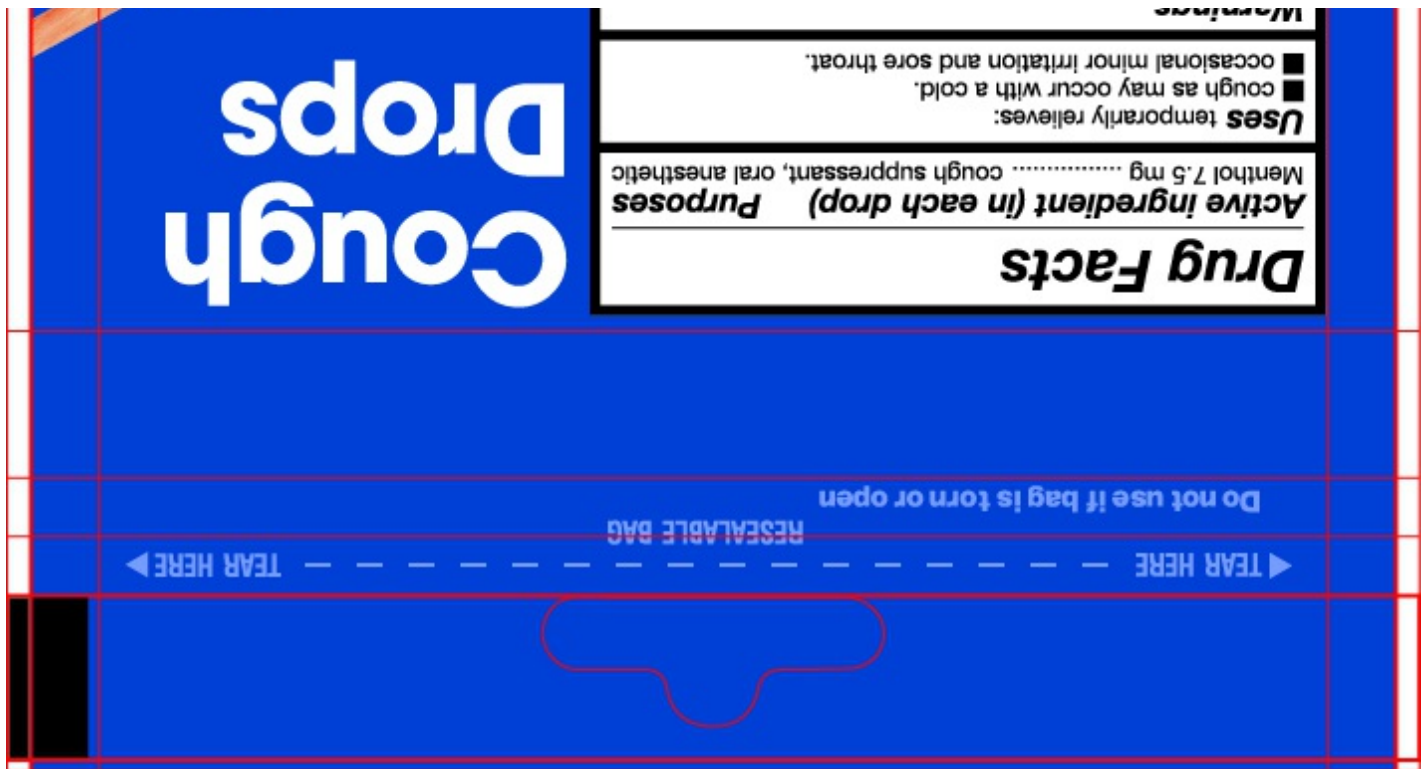 TEAR HERE TEAR HERE
RESEALABLE BAG
Do not use if bag is torn or open
Drug Facts
Active ingredient (in each drop) Purposes
Menthol 7.5 mg ................ cough suppressant, oral anesthetic
Uses temporarily relieves:
■ cough as may occur with a cold.
■ occasional minor irritation and sore throat.
Warnings
Cough
Drops